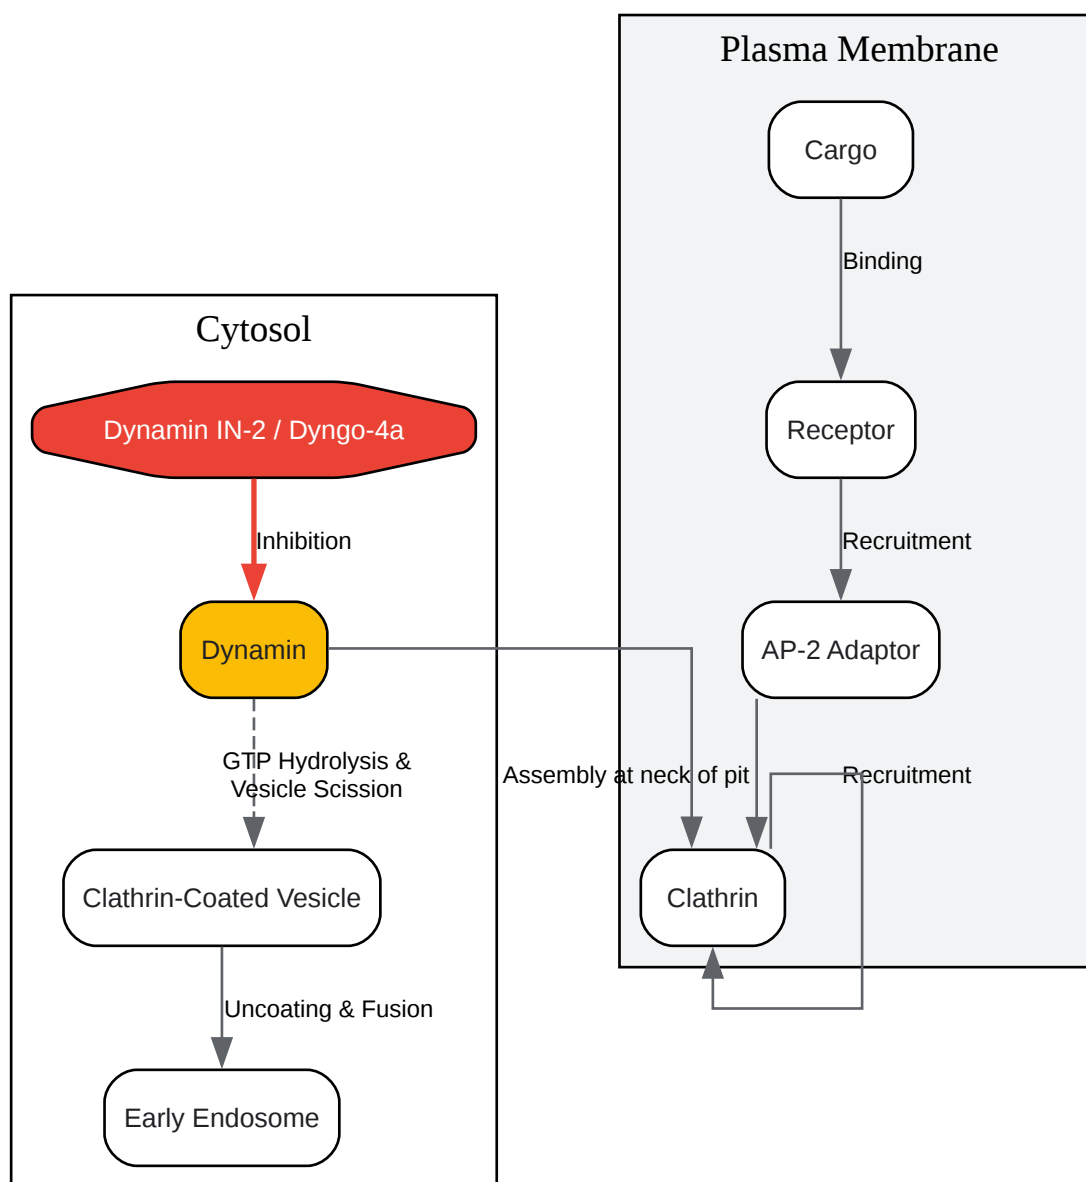 Plasma Membrane
Cargo
Binding
Cytosol
Dynamin IN-2 / Dyngo-4a
Receptor
Inhibition
Recruitment
Dynamin
AP-2 Adaptor
GTP Hydrolysis &
Vesicle Scission
Assembly at neck of pit
Recruitment
Clathrin-Coated Vesicle
Clathrin
Uncoating & Fusion
Early Endosome